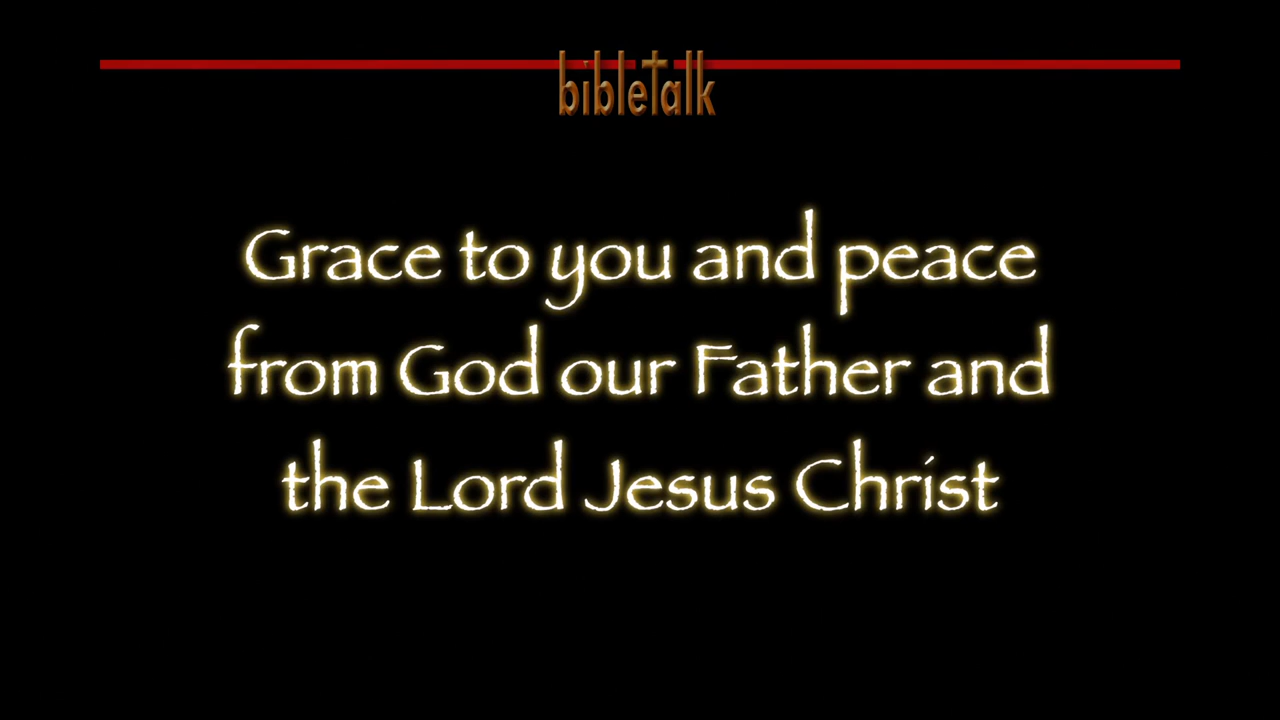 bibleTalk
Grace to you and peace
from God our Father and
the Lord Jesus Christ